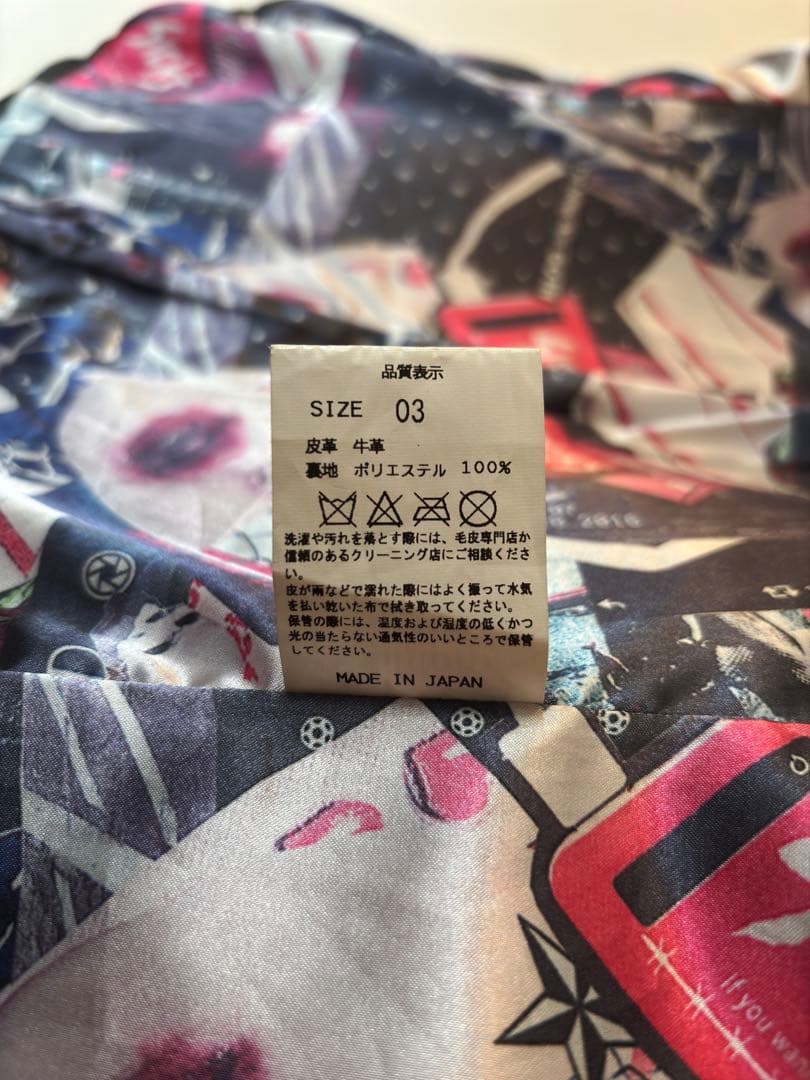 品質表示
SIZE 03
皮革 牛革
裏地 ポリエステル 100%
洗濯や汚れを落とす際には、毛皮専門店か
信頼のあるクリーニング店にご相談くださ
い。
皮が雨などで濡れた際にはよく振って水気
を払い乾いた布で拭き取ってください。
保管の際には、温度および湿度の低くかつ
光の当たらない通気性のいいところで保管
してください。
MADE IN JAPAN
2016
if you wa